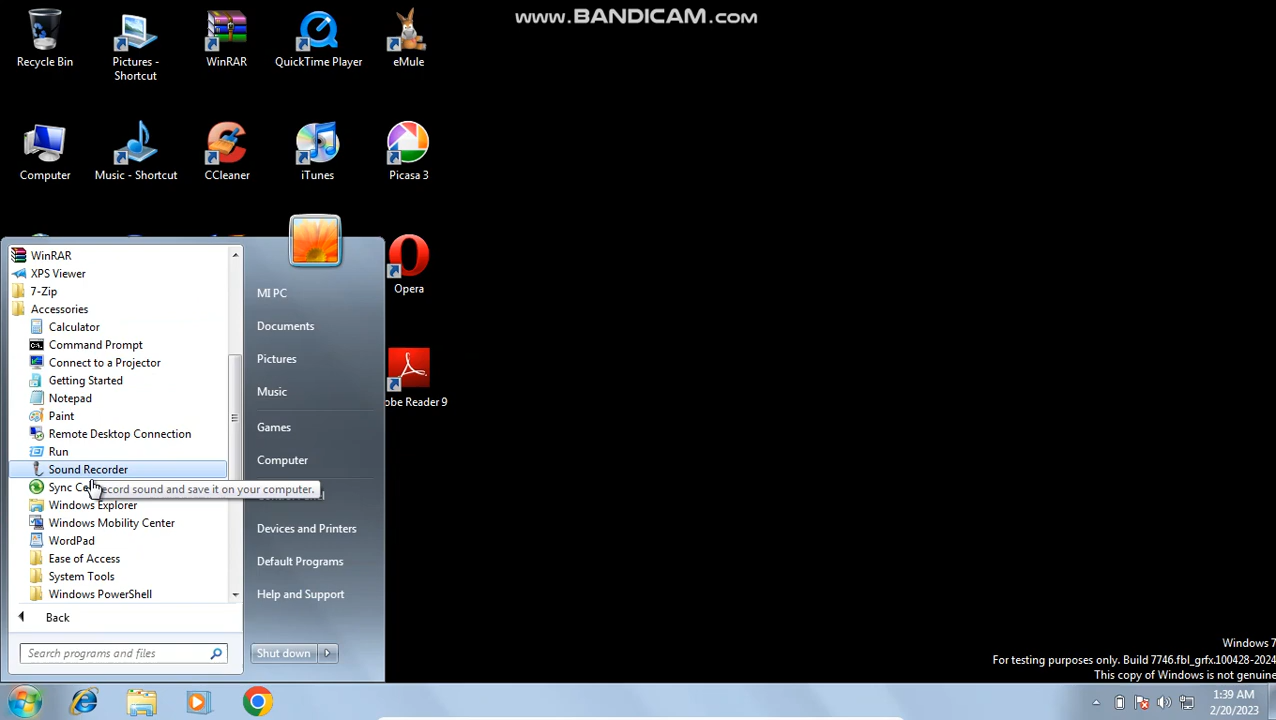 www.BANDICAM.com
Recycle Bin
Pictures -
Shortcut
WinRAR
QuickTime Player
eMule
Computer
Music - Shortcut
CCleaner
iTunes
Picasa 3
Opera
obe Reader 9
WinRAR
XPS Viewer
7-Zip
Accessories
Calculator
Command Prompt
Connect to a Projector
Getting Started
Notepad
Paint
Remote Desktop Connection
Run
Sound Recorder
Sync Ce
ecord sound and save it on your computer.
Windows Explorer
Windows Mobility Center
WordPad
Ease of Access
System Tools
Windows PowerShell
Back
Search programs and files
MI PC
Documents
Pictures
Music
Games
Computer
Devices and Printers
Default Programs
Help and Support
Shut down
Windows 7
For testing purposes only. Build 7746.fbl_grfx.100428-2024
This copy of Windows is not genuine
1:39 AM
2/20/2023